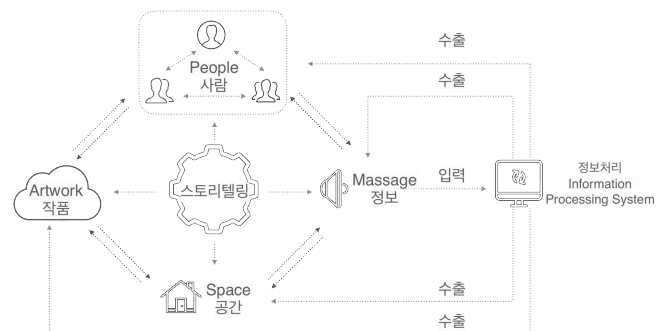 수출
People
사람
수출
Artwork
작품
스토리텔링
Massage
정보
입력
정보처리
Information
Processing System
Space
공간
수출
수출